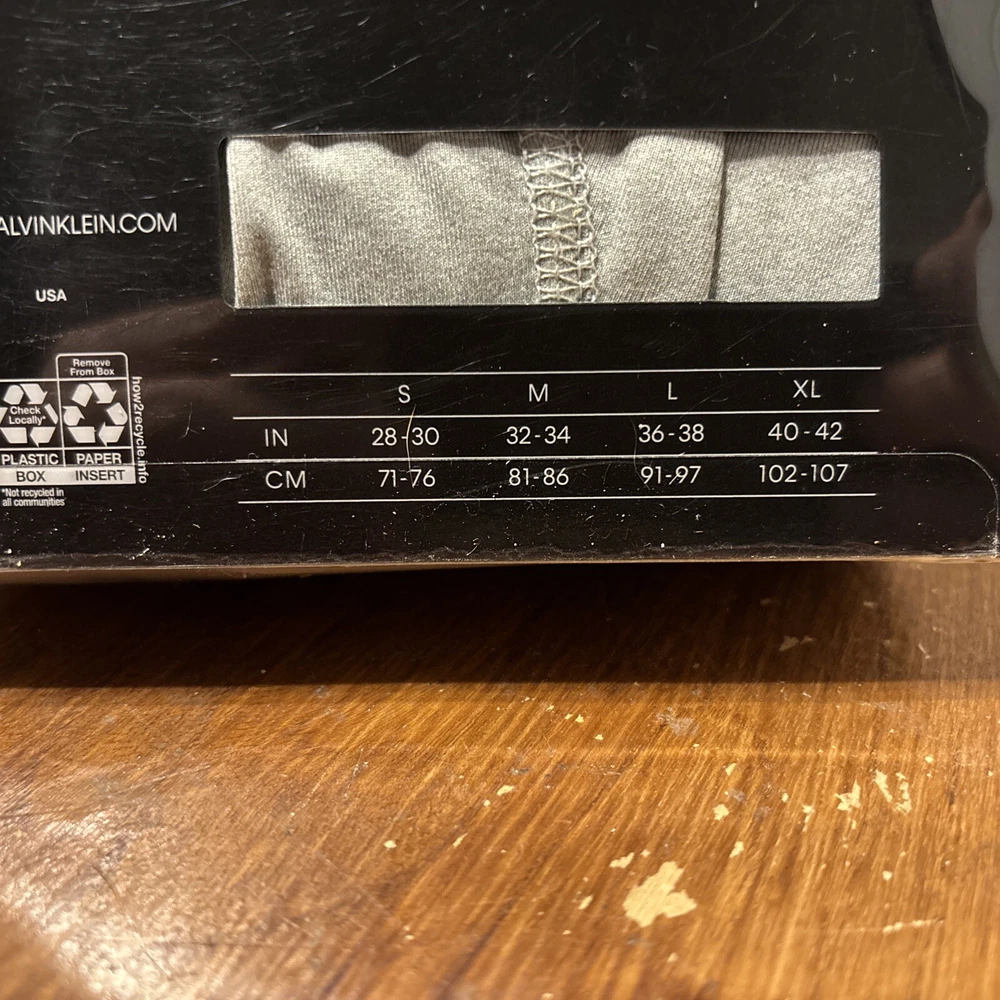 ALVINKLEIN.COM
USA
Remove
From Box
Check
Locally*
PLASTIC PAPER
BOX INSERT
how2recycle.info
*Not recycled in
all communities
S M L XL
IN 28-30 32-34 36-38 40-42
CM 71-76 81-86 91-97 102-107